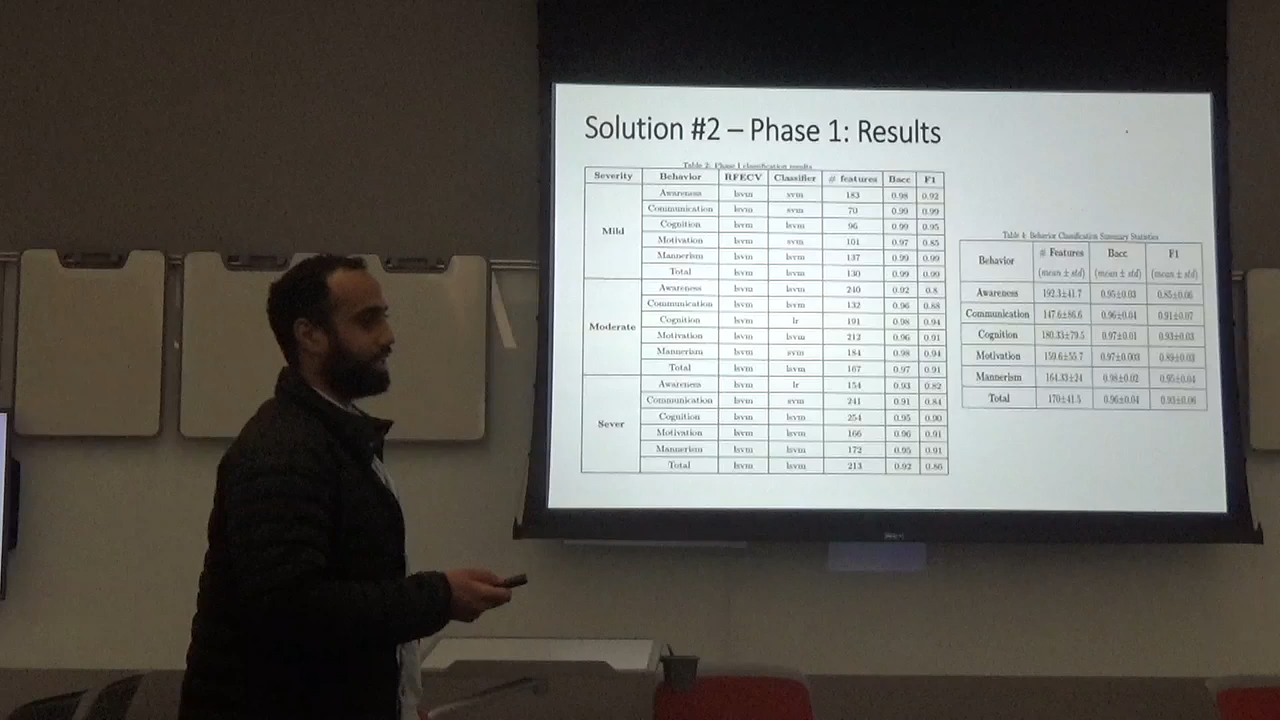 Solution #2 – Phase 1: Results
Table 2: Phase I classification results
Severity Behavior RFECV Classifier # features Bacc F1
Mild
Awareness lsvm svm 183 0.98 0.92
Communication lsvm svm 70 0.99 0.99
Cognition lsvm lsvm 96 0.99 0.95
Motivation lsvm svm 101 0.97 0.85
Mannerism lsvm lsvm 137 0.99 0.99
Total lsvm lsvm 130 0.99 0.99
Moderate
Awareness lsvm lsvm 240 0.92 0.8
Communication lsvm lsvm 132 0.96 0.88
Cognition lsvm lr 191 0.98 0.94
Motivation lsvm lsvm 212 0.96 0.91
Mannerism lsvm svm 184 0.98 0.94
Total lsvm lsvm 167 0.97 0.91
Sever
Awareness lsvm lr 154 0.93 0.82
Communication lsvm svm 241 0.91 0.84
Cognition lsvm lsvm 254 0.95 0.90
Motivation lsvm lsvm 166 0.96 0.91
Mannerism lsvm lsvm 172 0.95 0.91
Total lsvm lsvm 213 0.92 0.86
Table 4: Behavior Classification Summary Statistics
Behavior # Features Bacc F1
(mean ± std) (mean ± std) (mean ± std)
Awareness 192.3±41.7 0.95±0.03 0.85±0.06
Communication 147.6±86.6 0.96±0.04 0.91±0.07
Cognition 180.33±79.5 0.97±0.01 0.93±0.03
Motivation 159.6±55.7 0.97±0.003 0.89±0.03
Mannerism 164.33±24 0.98±0.02 0.95±0.04
Total 170±41.5 0.96±0.04 0.93±0.06